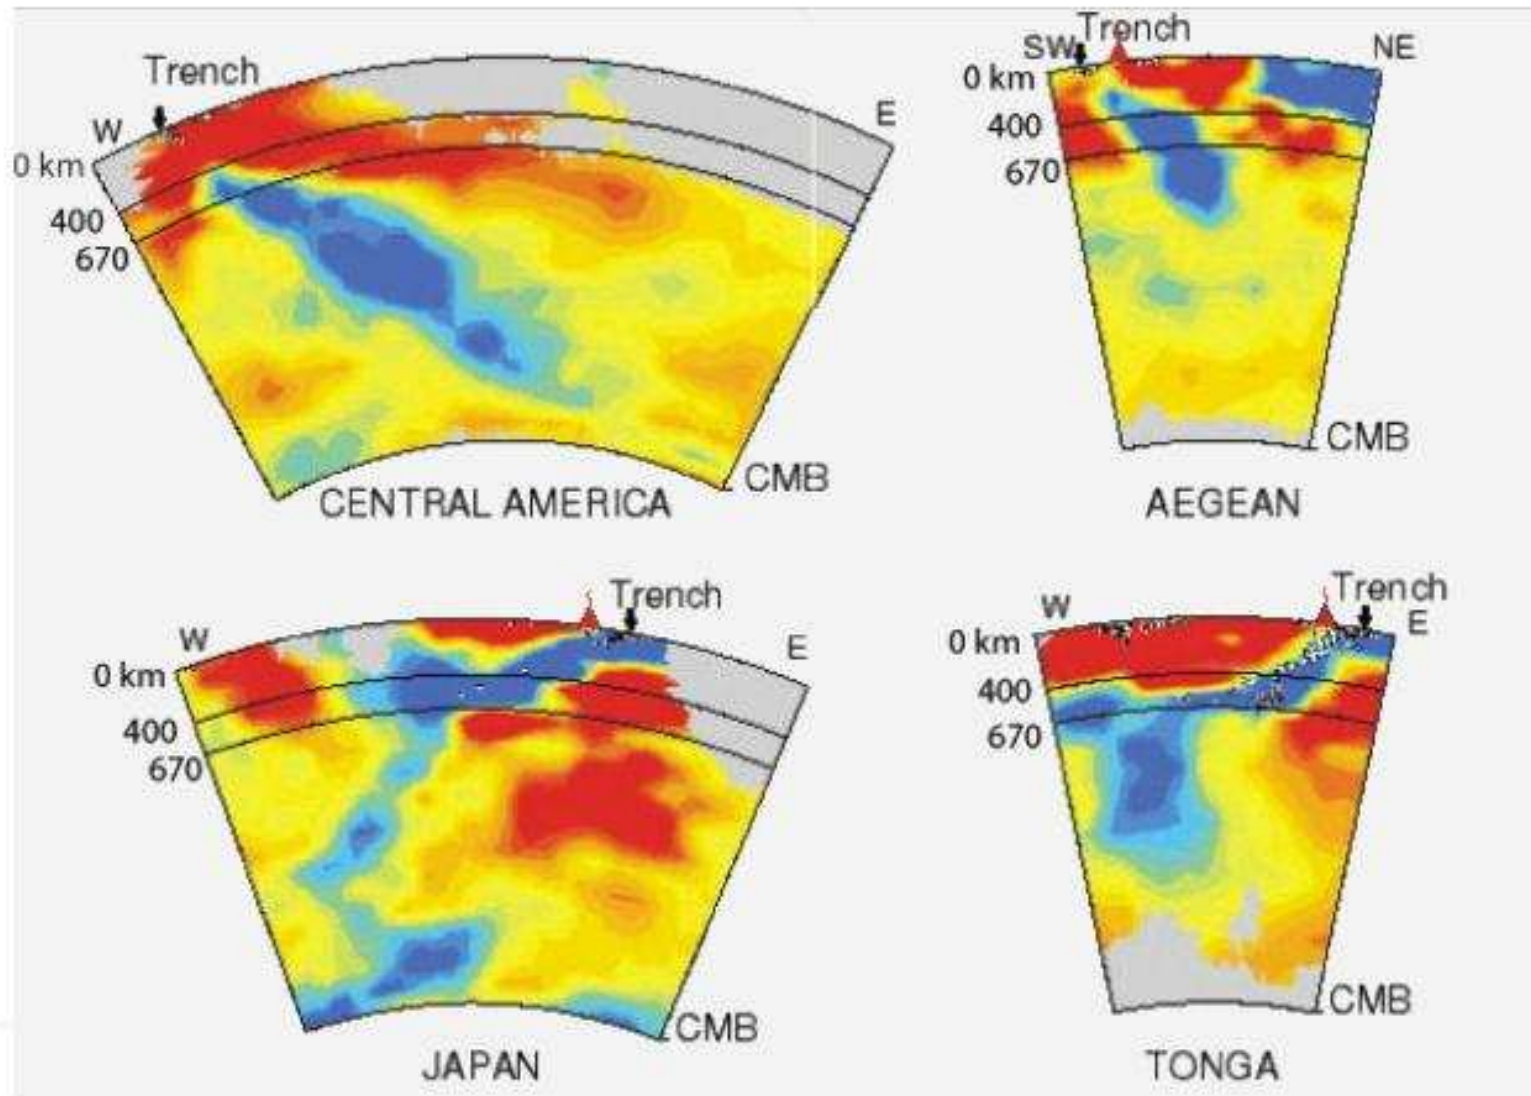 Trench
W
E
0 km
400
670
CMB
CENTRAL AMERICA
Trench
SW
NE
0 km
400
670
CMB
AEGEAN
Trench
W
E
0 km
400
670
CMB
JAPAN
Trench
W
E
0 km
400
670
CMB
TONGA